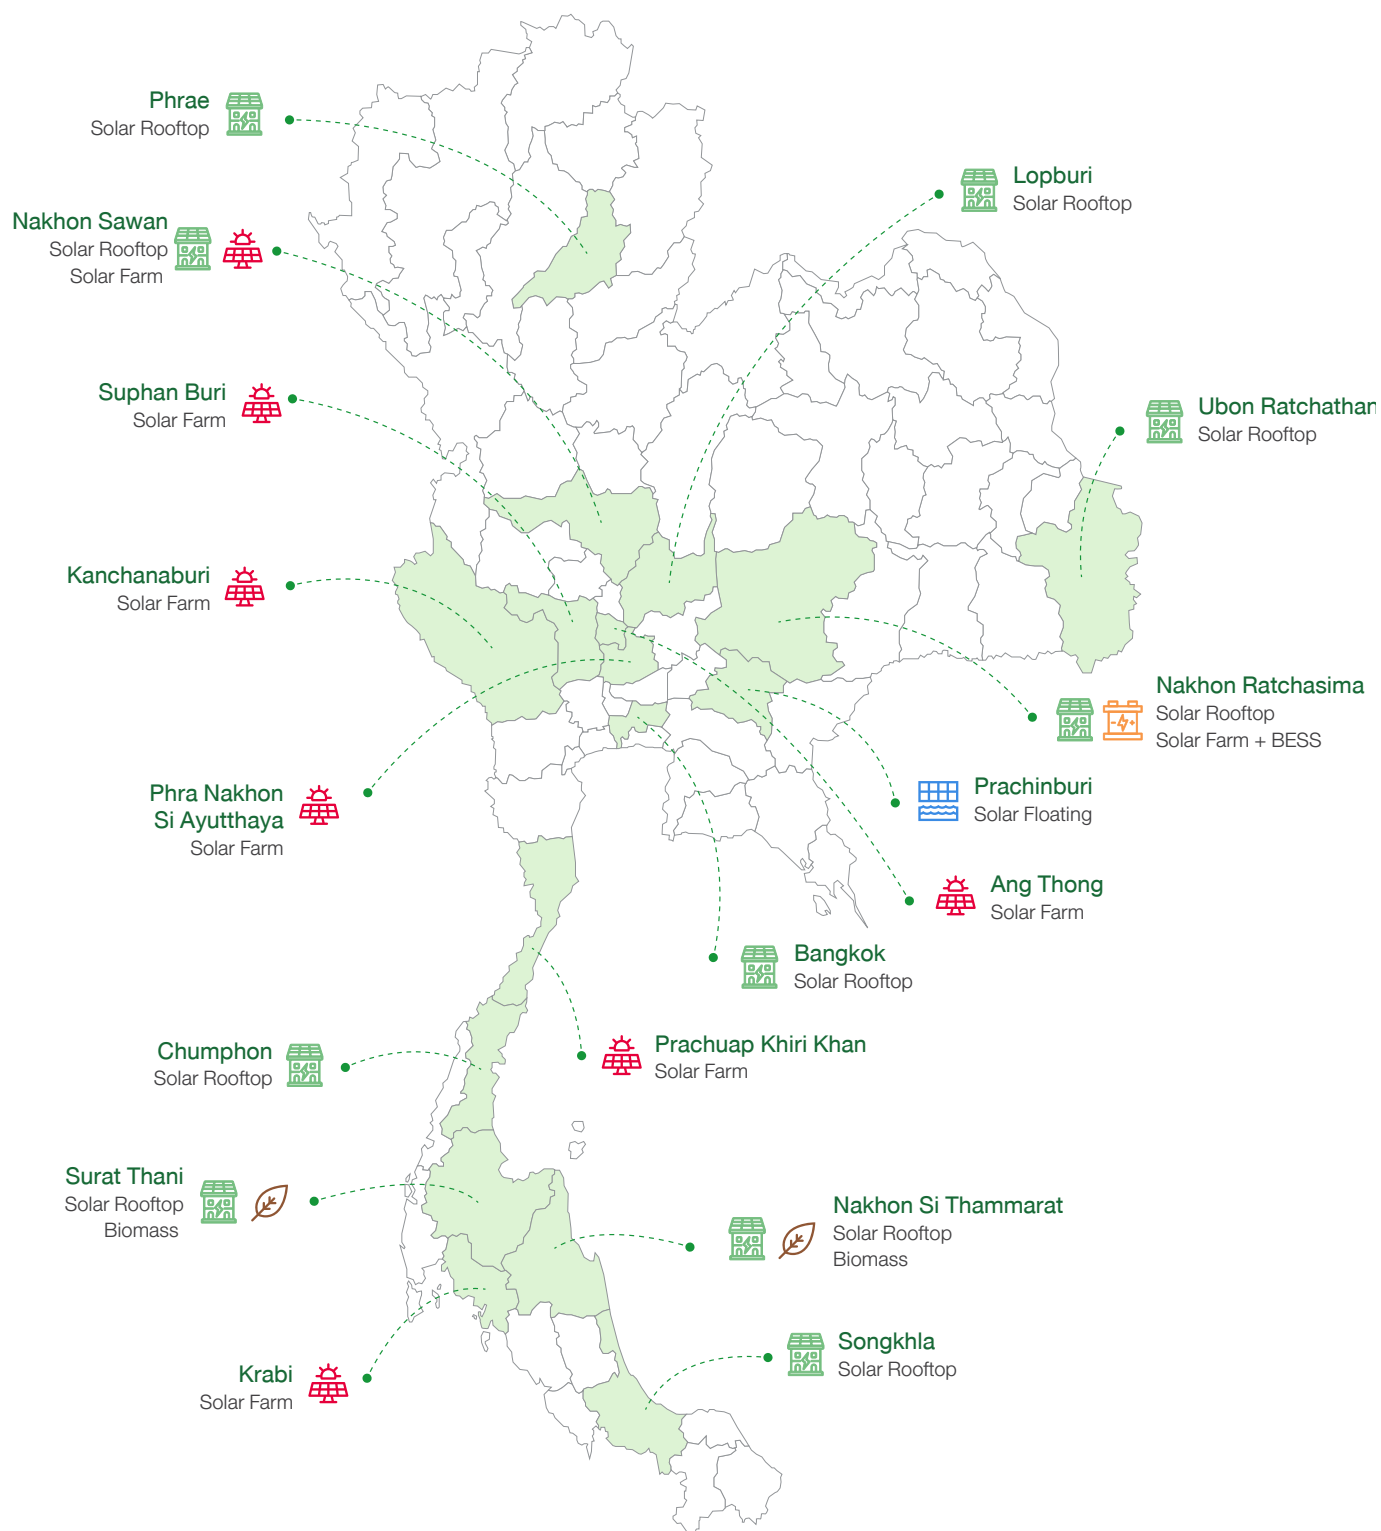 Phrae
Solar Rooftop
Nakhon Sawan
Solar Rooftop
Solar Farm
Suphan Buri
Solar Farm
Kanchanaburi
Solar Farm
Phra Nakhon
Si Ayutthaya
Solar Farm
Chumphon
Solar Rooftop
Surat Thani
Solar Rooftop
Biomass
Krabi
Solar Farm
Lopburi
Solar Rooftop
Ubon Ratchathan
Solar Rooftop
Nakhon Ratchasima
Solar Rooftop
Solar Farm + BESS
Prachinburi
Solar Floating
Ang Thong
Solar Farm
Bangkok
Solar Rooftop
Prachuap Khiri Khan
Solar Farm
Nakhon Si Thammarat
Solar Rooftop
Biomass
Songkhla
Solar Rooftop